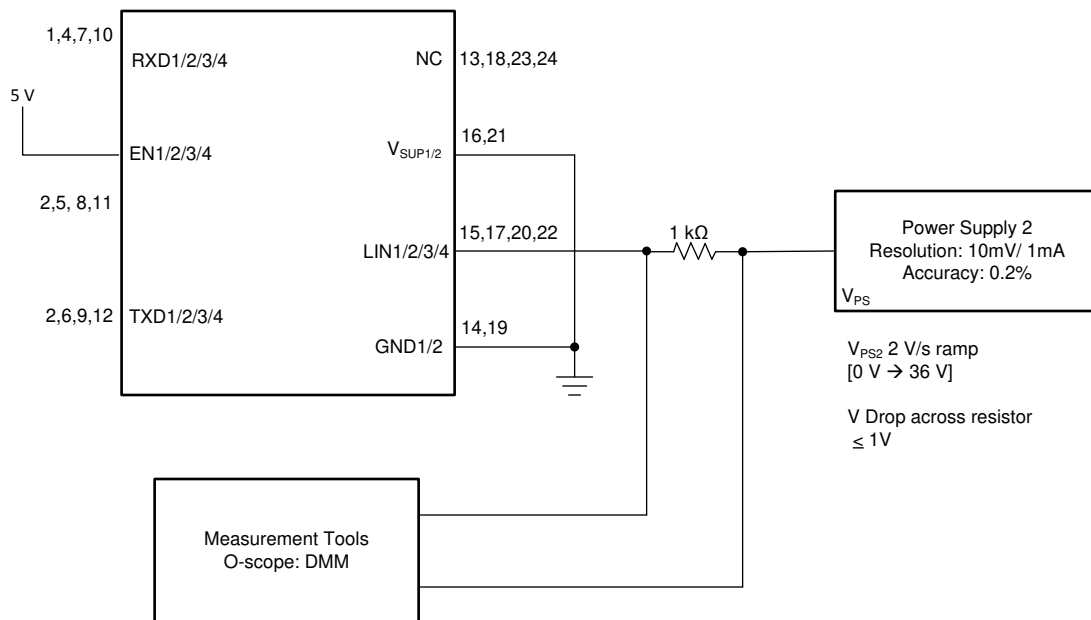 1,4,7,10
RXD1/2/3/4
NC
13,18,23,24
5 V
EN1/2/3/4
VSUP1/2
16,21
2,5, 8,11
LIN1/2/3/4
15,17,20,22
1 kΩ
Power Supply 2
Resolution: 10mV/ 1mA
Accuracy: 0.2%
VPS
2,6,9,12
TXD1/2/3/4
GND1/2
14,19
VPS2 2 V/s ramp
[0 V → 36 V]
V Drop across resistor
≤ 1V
Measurement Tools
O-scope: DMM